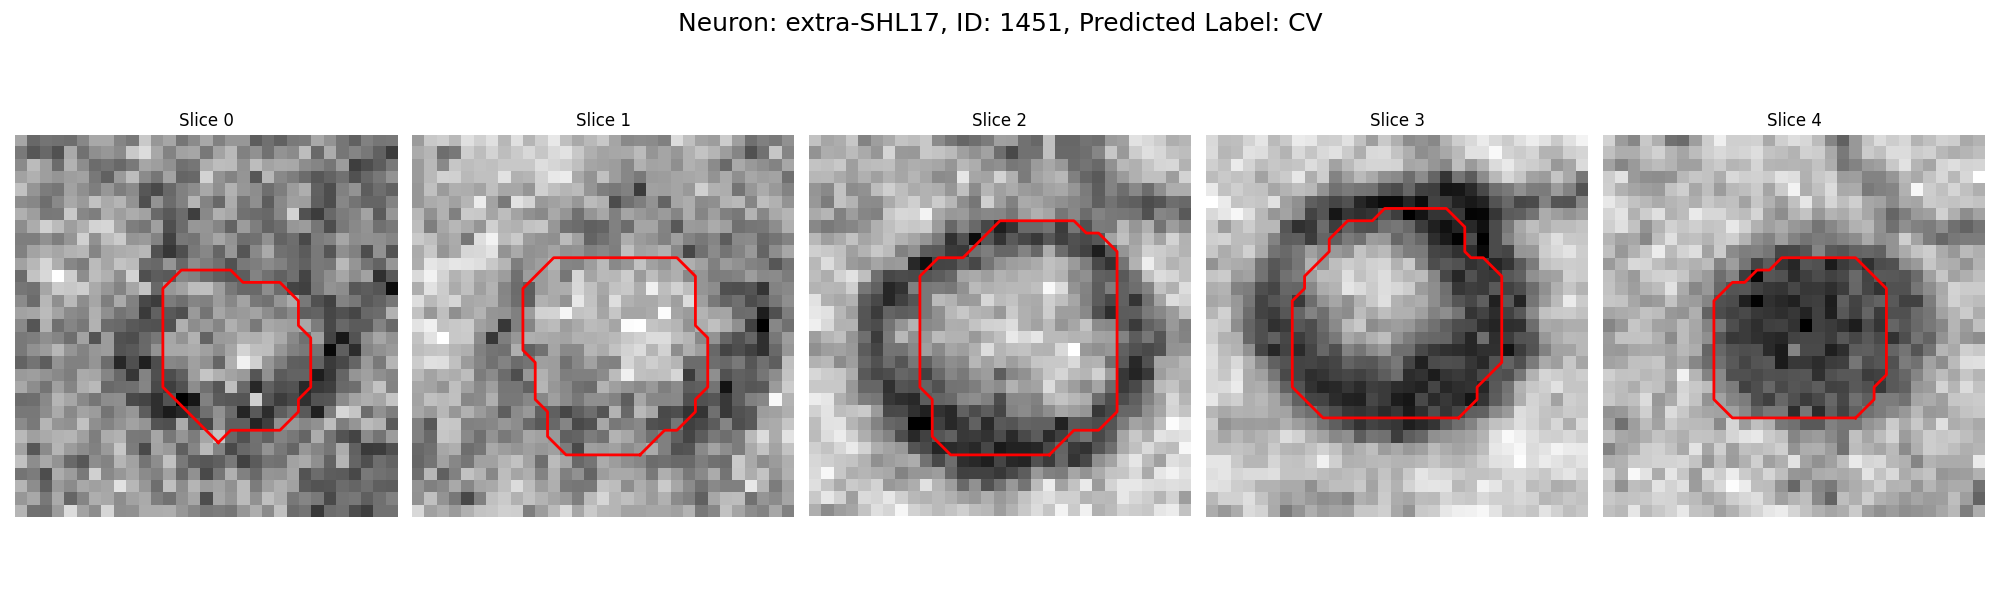 Neuron: extra-SHL17, ID: 1451, Predicted Label: CV
Slice 0
Slice 1
Slice 2
Slice 3
Slice 4